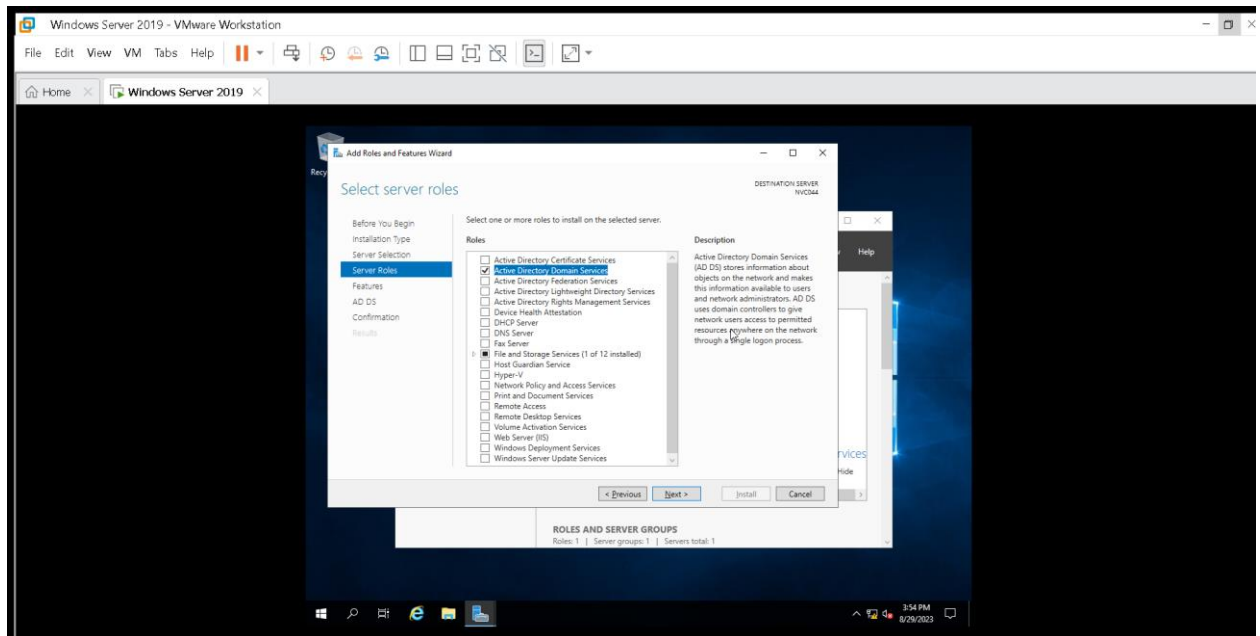 Windows Server 2019 - VMware Workstation
File Edit View VM Tabs Help
Home
Windows Server 2019
Recy
Add Roles and Features Wizard
Select server roles
DESTINATION SERVER
NVC044
Before You Begin
Installation Type
Server Selection
Server Roles
Features
AD DS
Confirmation
Results
Select one or more roles to install on the selected server.
Roles
Active Directory Certificate Services
Active Directory Domain Services
Active Directory Federation Services
Active Directory Lightweight Directory Services
Active Directory Rights Management Services
Device Health Attestation
DHCP Server
DNS Server
Fax Server
File and Storage Services (1 of 12 installed)
Host Guardian Service
Hyper-V
Network Policy and Access Services
Print and Document Services
Remote Access
Remote Desktop Services
Volume Activation Services
Web Server (IIS)
Windows Deployment Services
Windows Server Update Services
Description
Active Directory Domain Services
(AD DS) stores information about
objects on the network and makes
this information available to users
and network administrators. AD DS
uses domain controllers to give
network users access to permitted
resources anywhere on the network
through a single logon process.
< Previous Next > Install Cancel
Help
rvices
Hide
ROLES AND SERVER GROUPS
Roles: 1 | Server groups: 1 | Servers total: 1
3:54 PM
8/29/2023